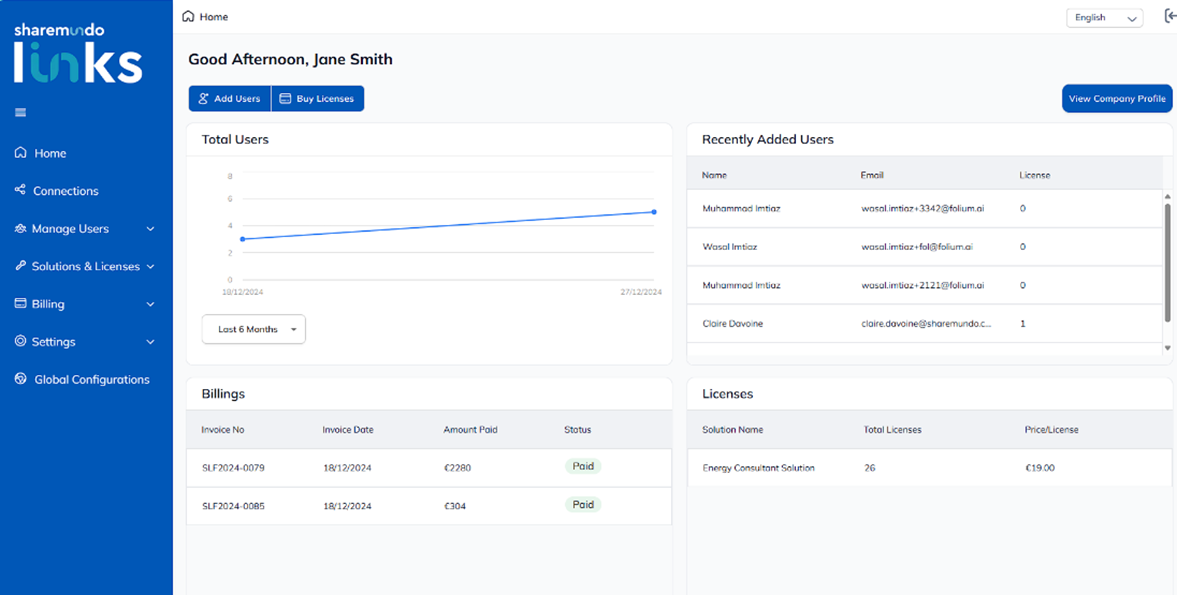 sharemundo
links
Home
English
Good Afternoon, Jane Smith
Add Users
Buy Licenses
View Company Profile
Home
Connections
Manage Users
Solutions & Licenses
Billing
Settings
Global Configurations
Total Users
8
6
4
2
0
18/12/2024 27/12/2024
Last 6 Months
Recently Added Users
Name Email License
Muhammad Imtiaz wasal.imtiaz+3342@folium.ai 0
Wasal Imtiaz wasal.imtiaz+fol@folium.ai 0
Muhammad Imtiaz wasal.imtiaz+2121@folium.ai 0
Claire Davoine claire.davoine@sharemundo.c... 1
Billings
Invoice No Invoice Date Amount Paid Status
SLF2024-0079 18/12/2024 €2280 Paid
SLF2024-0085 18/12/2024 €304 Paid
Licenses
Solution Name Total Licenses Price/License
Energy Consultant Solution 26 €19.00